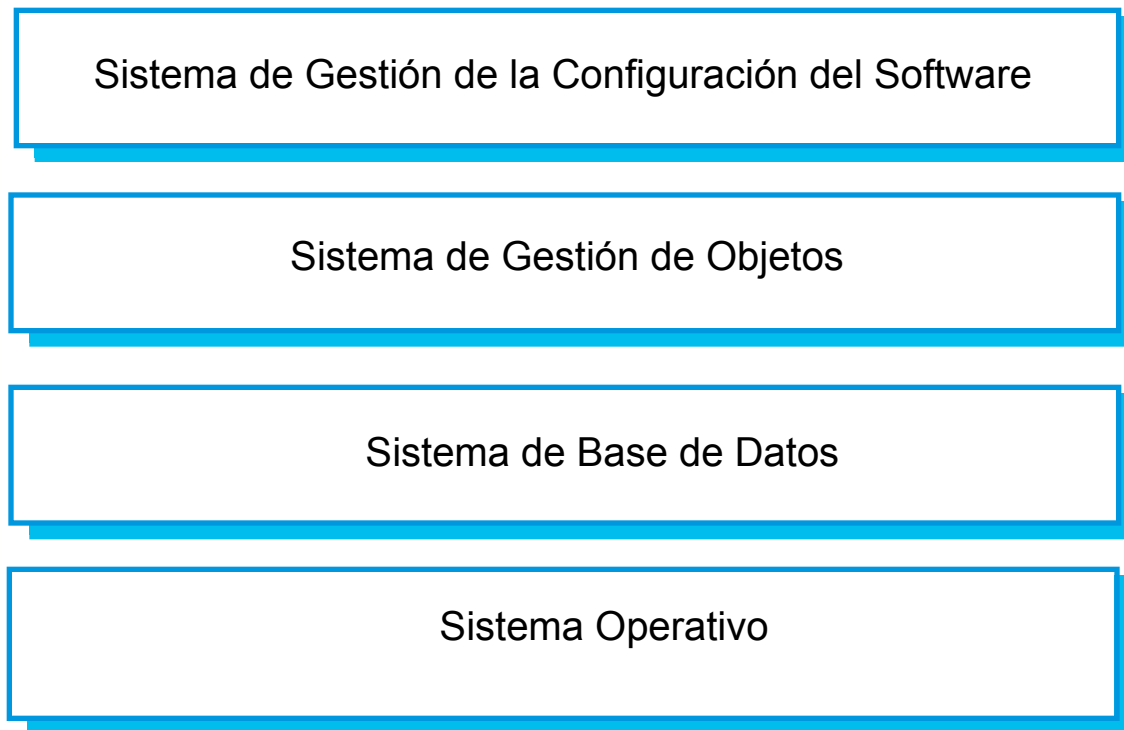 Sistema de Gestión de la Configuración del Software
Sistema de Gestión de Objetos
Sistema de Base de Datos
Sistema Operativo